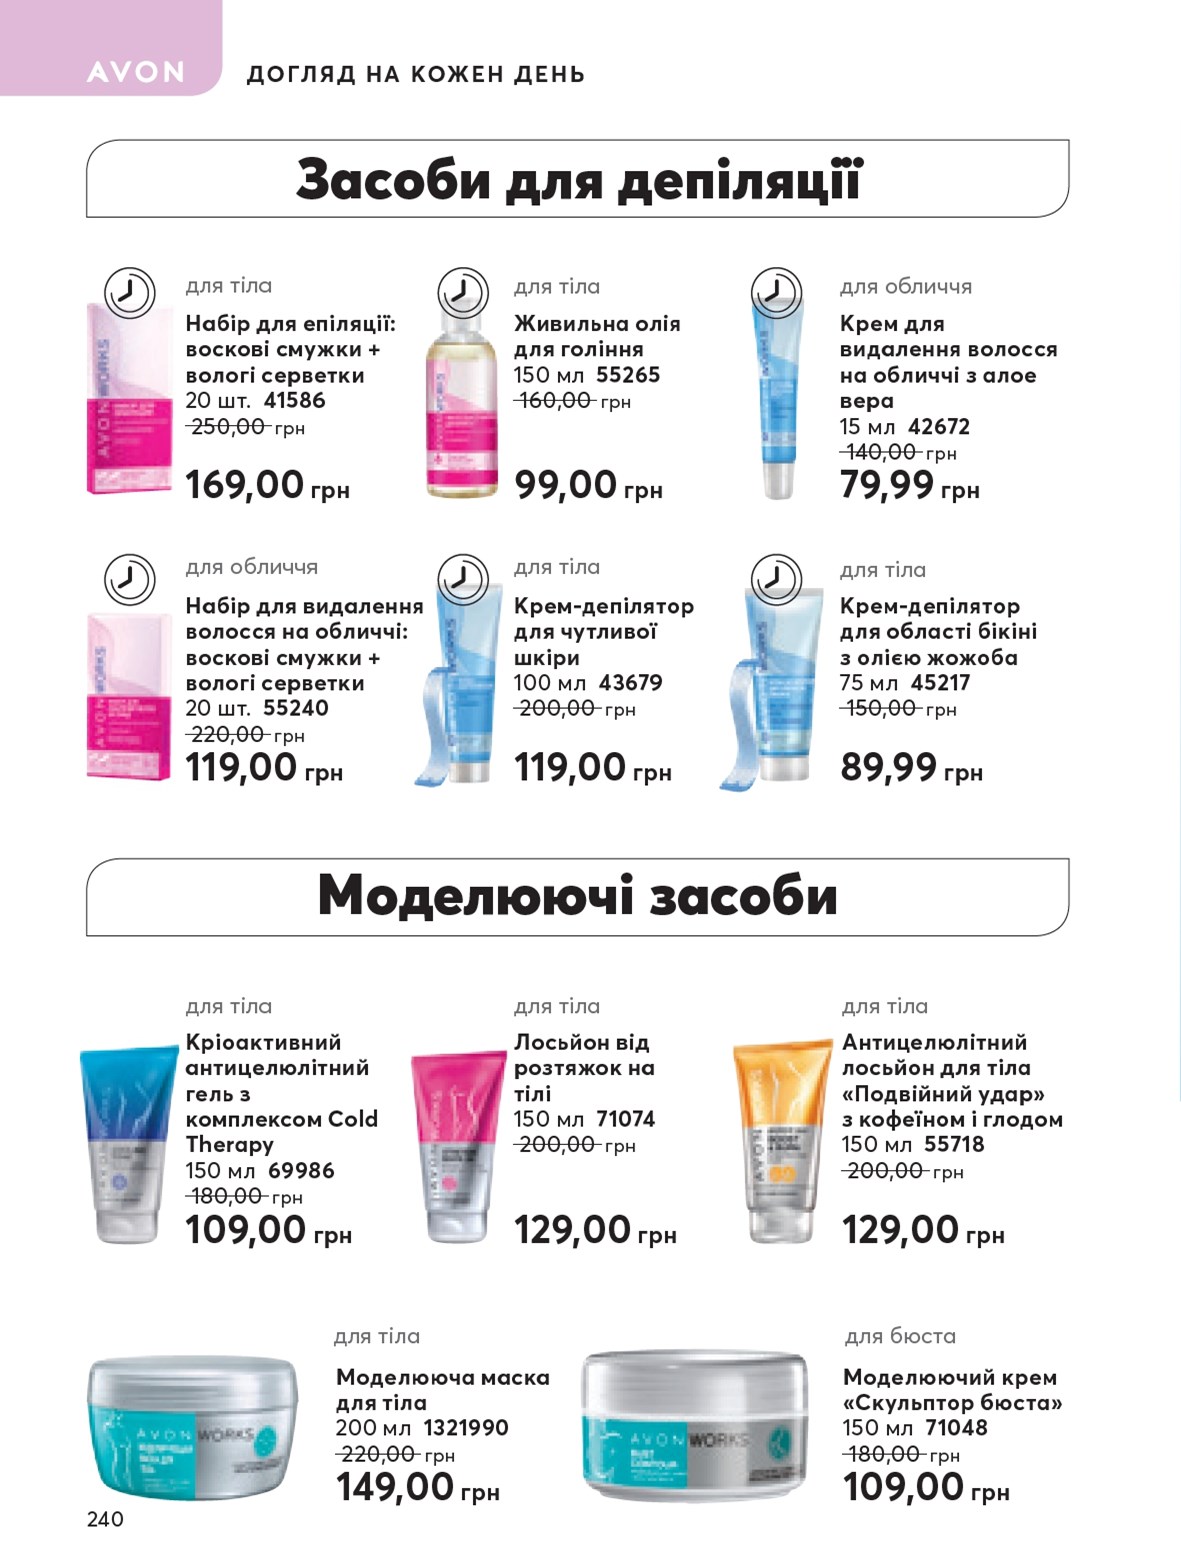 AVON ДОГЛЯД НА КОЖЕН ДЕНЬ
Засоби для депіляції
для тіла
Набір для епіляції:
воскові смужки +
вологі серветки
20 шт. 41586
250,00 грн
169,00 грн
для тіла
Живильна олія
для гоління
150 мл 55265
160,00 грн
99,00 грн
для обличчя
Крем для
видалення волосся
на обличчі з алое
вера
15 мл 42672
140,00 грн
79,99 грн
для обличчя
Набір для видалення
волосся на обличчі:
воскові смужки +
вологі серветки
20 шт. 55240
220,00 грн
119,00 грн
для тіла
Крем-депілятор
для чутливої
шкіри
100 мл 43679
200,00 грн
119,00 грн
для тіла
Крем-депілятор
для області бікіні
з олією жожоба
75 мл 45217
150,00 грн
89,99 грн
Моделюючі засоби
для тіла
Кріоактивний
антицелюлітний
гель з
комплексом Cold
Therapy
150 мл 69986
180,00 грн
109,00 грн
для тіла
Лосьйон від
розтяжок на
тілі
150 мл 71074
200,00 грн
129,00 грн
для тіла
Антицелюлітний
лосьйон для тіла
«Подвійний удар»
з кофеїном і глодом
150 мл 55718
200,00 грн
129,00 грн
AVON WORKS
для тіла
Моделююча маска
для тіла
200 мл 1321990
220,00 грн
149,00 грн
AVON WORKS
BUST
CONTOUR
для бюста
Моделюючий крем
«Скульптор бюста»
150 мл 71048
180,00 грн
109,00 грн
240